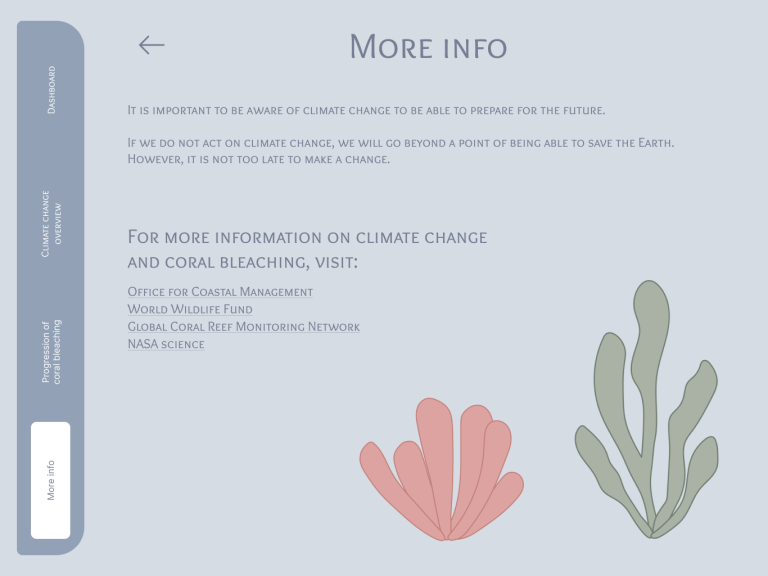 More info
It is important to be aware of climate change to be able to prepare for the future.
If we do not act on climate change, we will go beyond a point of being able to save the Earth.
However, it is not too late to make a change.
For more information on climate change
and coral bleaching, visit:
Office for Coastal Management
World Wildlife Fund
Global Coral Reef Monitoring Network
NASA science
Dashboard
Climate change
overview
Progression of
coral bleaching
More info